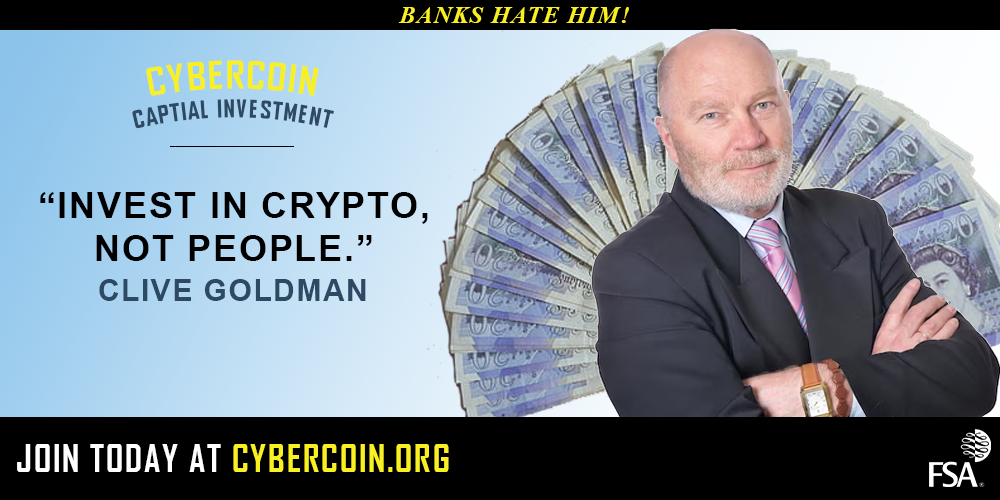 BANKS HATE HIM!
CYBERCOIN
CAPTIAL INVESTMENT
“INVEST IN CRYPTO,
NOT PEOPLE.”
CLIVE GOLDMAN
JOIN TODAY AT CYBERCOIN.ORG
FSA®